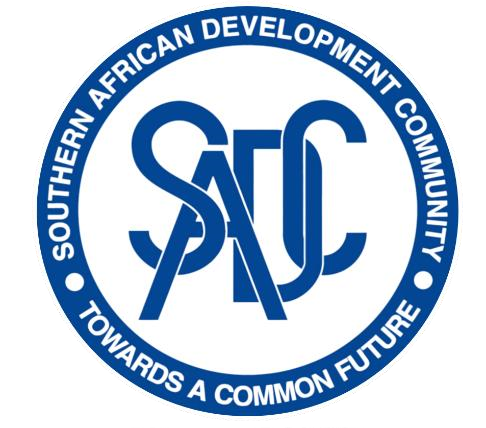 SOUTHERN AFRICAN DEVELOPMENT COMMUNITY
SADC
TOWARDS A COMMON FUTURE